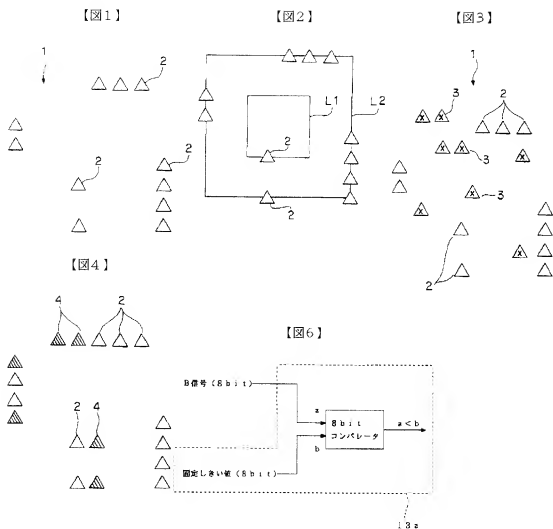 【図1】
【図2】
【図3】
1
2
2
2
L1
L2
2
2
1
3
2
x x
x x
3
x
x
3
x
2
【図4】
4
2
2 4
【図6】
B信号(8bit)
a
8bit
コンパレータ
a<b
b
固定しきい値(8bit)
13a